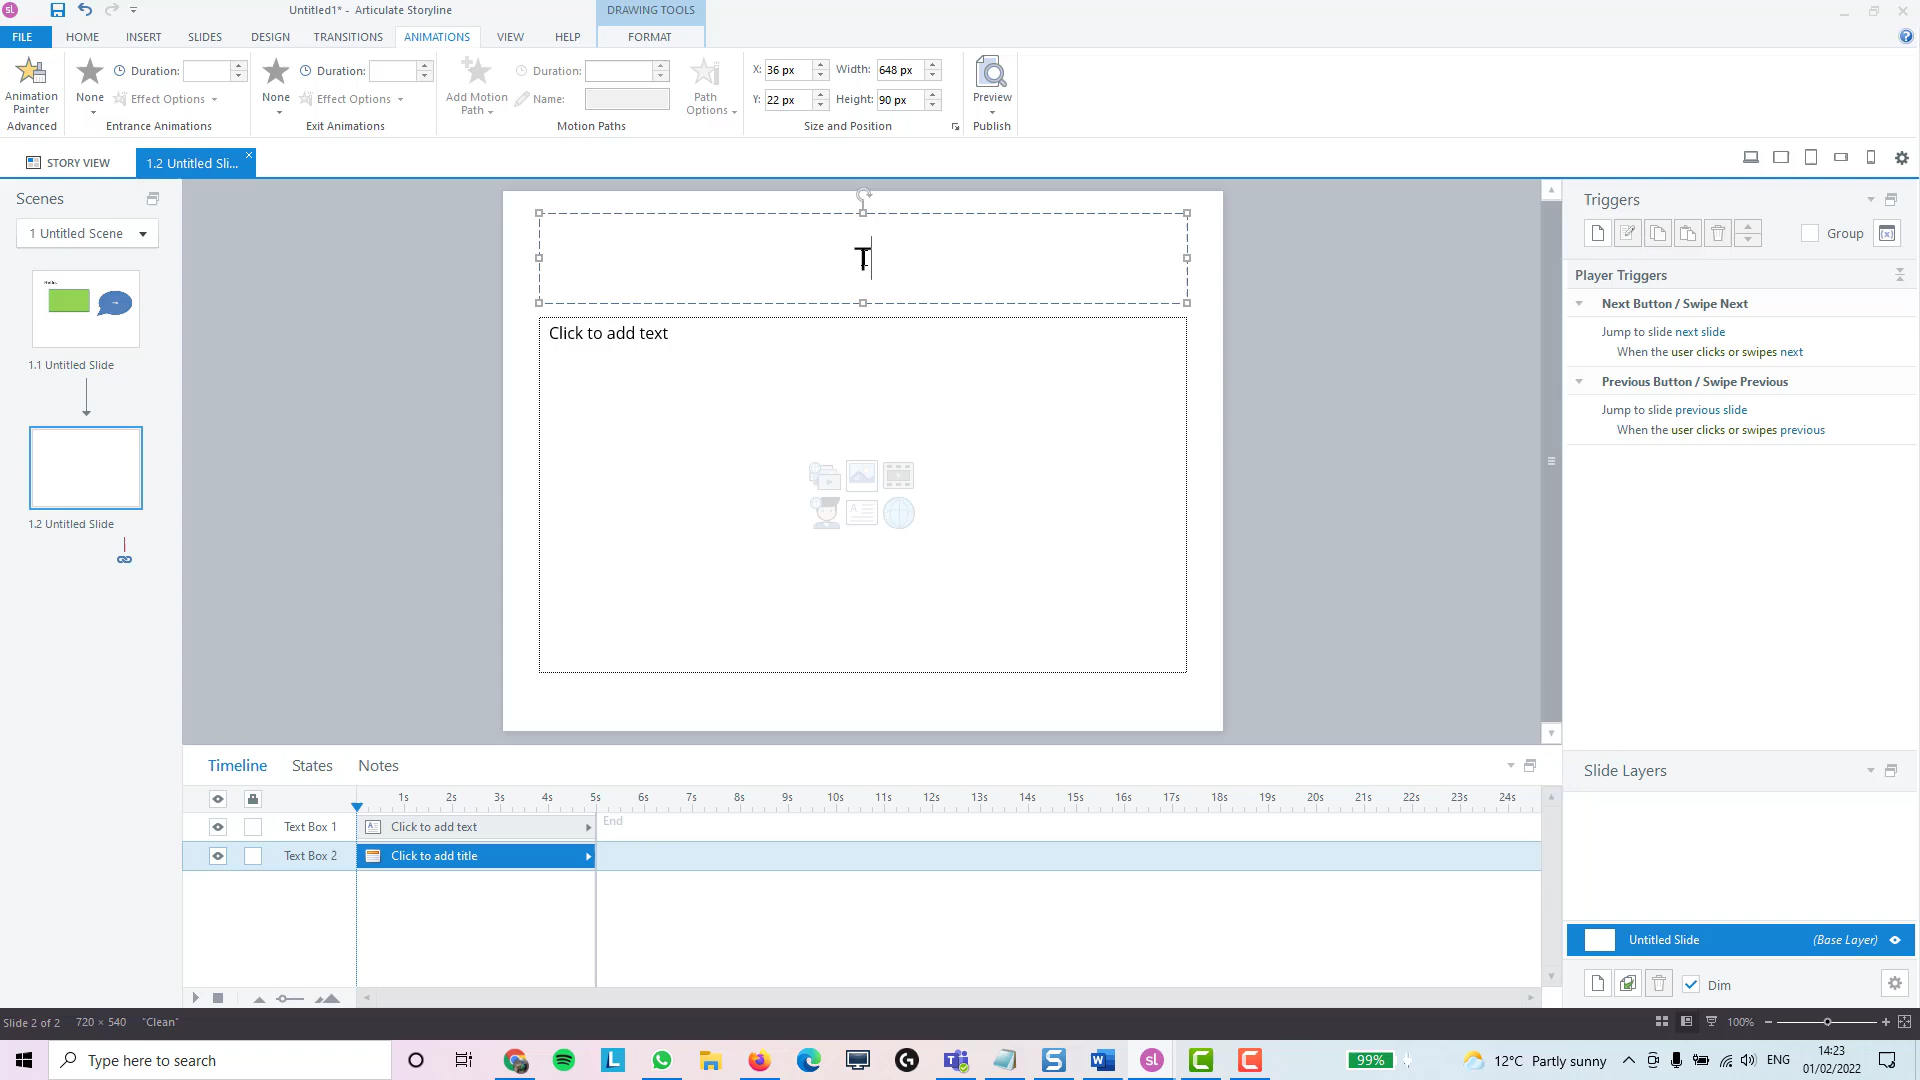 sl Untitled1* - Articulate Storyline DRAWING TOOLS
FILE HOME INSERT SLIDES DESIGN TRANSITIONS ANIMATIONS VIEW HELP FORMAT
Animation Painter None Duration: Effect Options None Duration: Effect Options Add Motion Path Duration: Name: Path Options X: 36 px Width: 648 px Y: 22 px Height: 90 px Preview
Advanced Entrance Animations Exit Animations Motion Paths Size and Position Publish
STORY VIEW 1.2 Untitled Sli...
Scenes
1 Untitled Scene
Hello.
1.1 Untitled Slide
1.2 Untitled Slide
T
Click to add text
Triggers
Group
Player Triggers
Next Button / Swipe Next
Jump to slide next slide
When the user clicks or swipes next
Previous Button / Swipe Previous
Jump to slide previous slide
When the user clicks or swipes previous
Timeline States Notes
1s 2s 3s 4s 5s 6s 7s 8s 9s 10s 11s 12s 13s 14s 15s 16s 17s 18s 19s 20s 21s 22s 23s 24s
Text Box 1 Click to add text End
Text Box 2 Click to add title
Slide Layers
Untitled Slide (Base Layer)
Dim
Slide 2 of 2 720 × 540 "Clean" 100%
Type here to search 99% 12°C Partly sunny ENG 14:23
01/02/2022